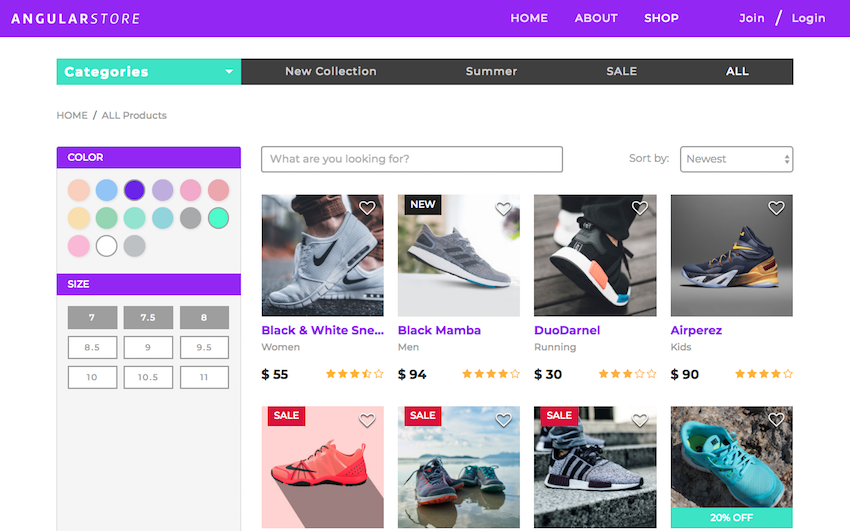 ANGULARSTORE
HOME ABOUT SHOP Join / Login
Categories New Collection Summer SALE ALL
HOME / ALL Products
COLOR
What are you looking for?
Sort by: Newest
SIZE
7 7.5 8
8.5 9 9.5
10 10.5 11
NEW
Black & White Sne...
Women
$ 55
Black Mamba
Men
$ 94
DuoDarnel
Running
$ 30
Airperez
Kids
$ 90
SALE
SALE
SALE
20% OFF